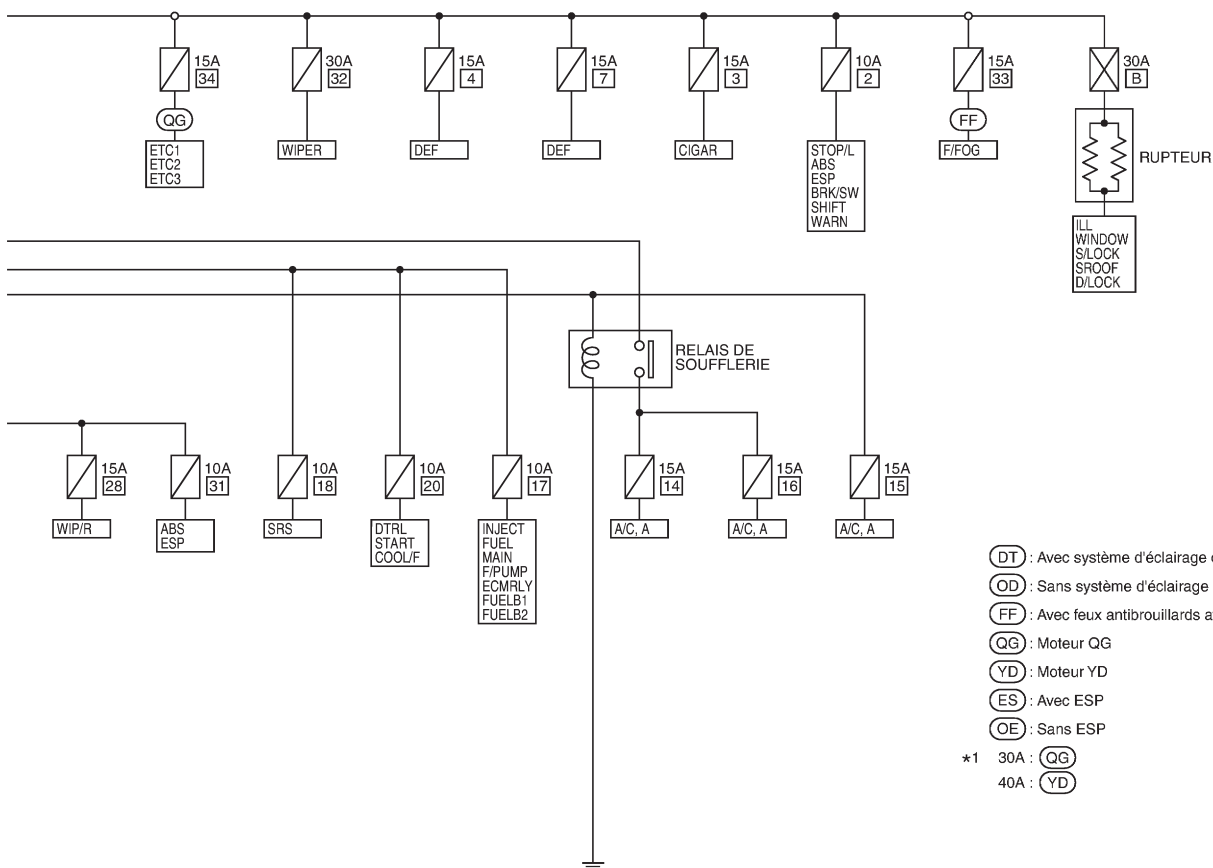 15A
34
30A
32
15A
4
15A
7
15A
3
10A
2
15A
33
30A
B
QG
FF
ETC1
ETC2
ETC3
WIPER
DEF
DEF
CIGAR
STOP/L
ABS
ESP
BRK/SW
SHIFT
WARN
F/FOG
RUPTEUR
ILL
WINDOW
S/LOCK
SROOF
D/LOCK
RELAIS DE
SOUFFLERIE
15A
28
10A
31
10A
18
10A
20
10A
17
15A
14
15A
16
15A
15
WIP/R
ABS
ESP
SRS
DTRL
START
COOL/F
INJECT
FUEL
MAIN
F/PUMP
ECMRLY
FUELB1
FUELB2
A/C, A
A/C, A
A/C, A
DT : Avec système d'éclairage
OD : Sans système d'éclairage
FF : Avec feux antibrouillards
QG : Moteur QG
YD : Moteur YD
ES : Avec ESP
OE : Sans ESP
*1 30A : QG
40A : YD